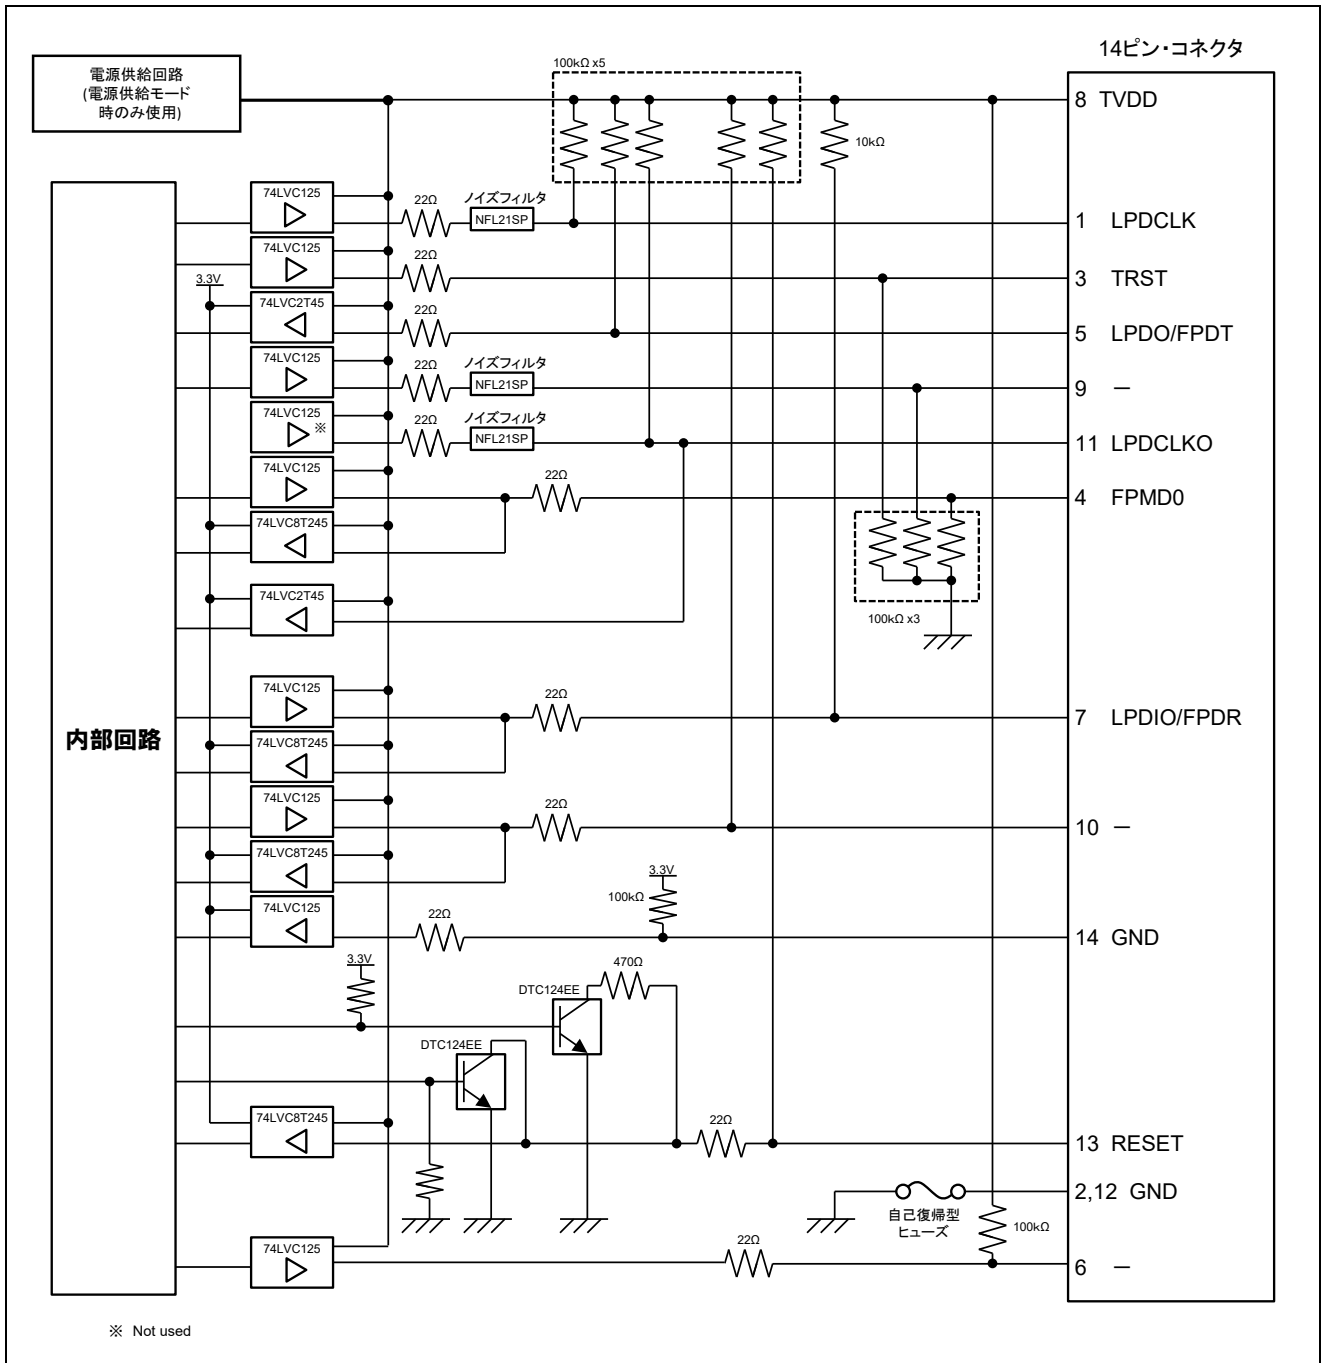 14ピン・コネクタ
電源供給回路
(電源供給モード
時のみ使用)
100kΩ x5
8 TVDD
10kΩ
74LVC125
22Ω
ノイズフィルタ
NFL21SP
1 LPDCLK
74LVC125
22Ω
3 TRST
3.3V
74LVC2T45
22Ω
5 LPDO/FPDT
74LVC125
22Ω
ノイズフィルタ
NFL21SP
9 －
74LVC125
※
22Ω
ノイズフィルタ
NFL21SP
11 LPDCLKO
74LVC125
22Ω
4 FPMD0
74LVC8T245
74LVC2T45
100kΩ x3
74LVC125
22Ω
7 LPDIO/FPDR
内部回路
74LVC8T245
74LVC125
22Ω
10 －
74LVC8T245
3.3V
100kΩ
74LVC125
22Ω
14 GND
3.3V
470Ω
DTC124EE
DTC124EE
74LVC8T245
22Ω
13 RESET
2,12 GND
自己復帰型
ヒューズ
100kΩ
74LVC125
22Ω
6 －
※ Not used